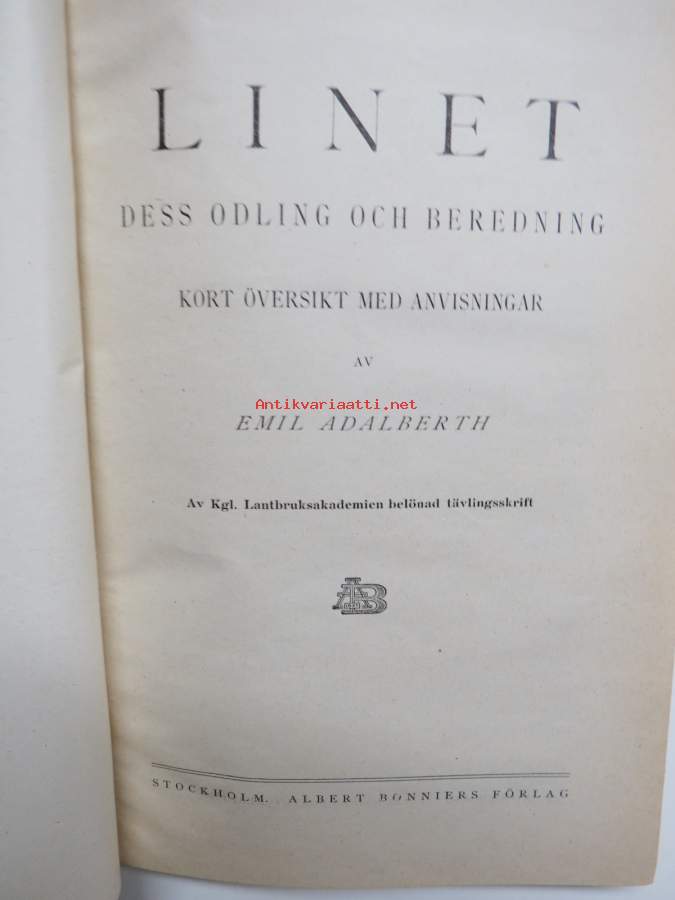 LINET
DESS ODLING OCH BEREDNING
KORT ÖVERSIKT MED ANVISNINGAR
AV
Antikvariaatti.net
EMIL ADALBERTH
Av Kgl. Lantbruksakademien belönad tävlingsskrift
AB
STOCKHOLM. ALBERT BONNIERS FÖRLAG